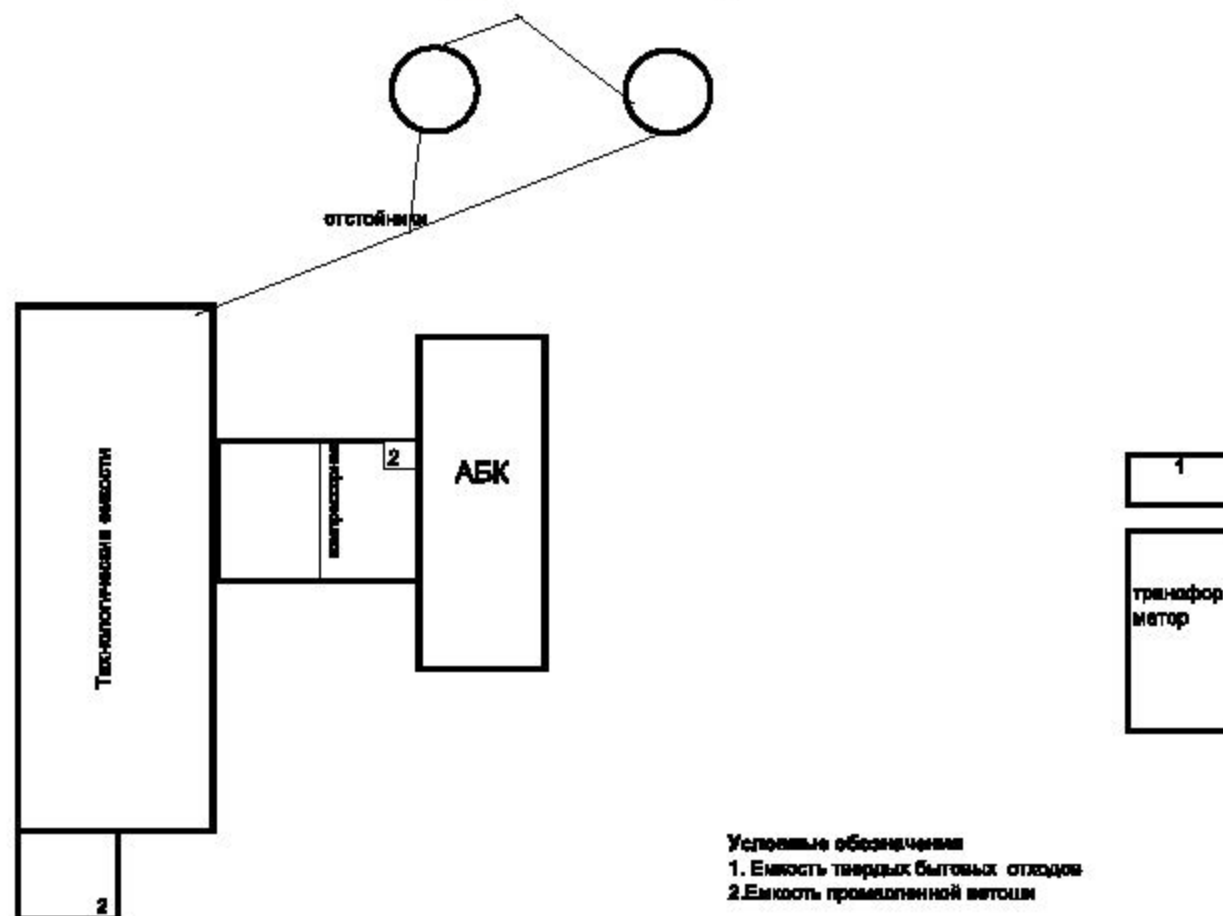 отстойники
2
АБК
компрессорная
Технологические емкости
1
трансфор
матор
2
Условные обозначения
1. Емкость твердых бытовых отходов
2.Емкость промасленной ветоши